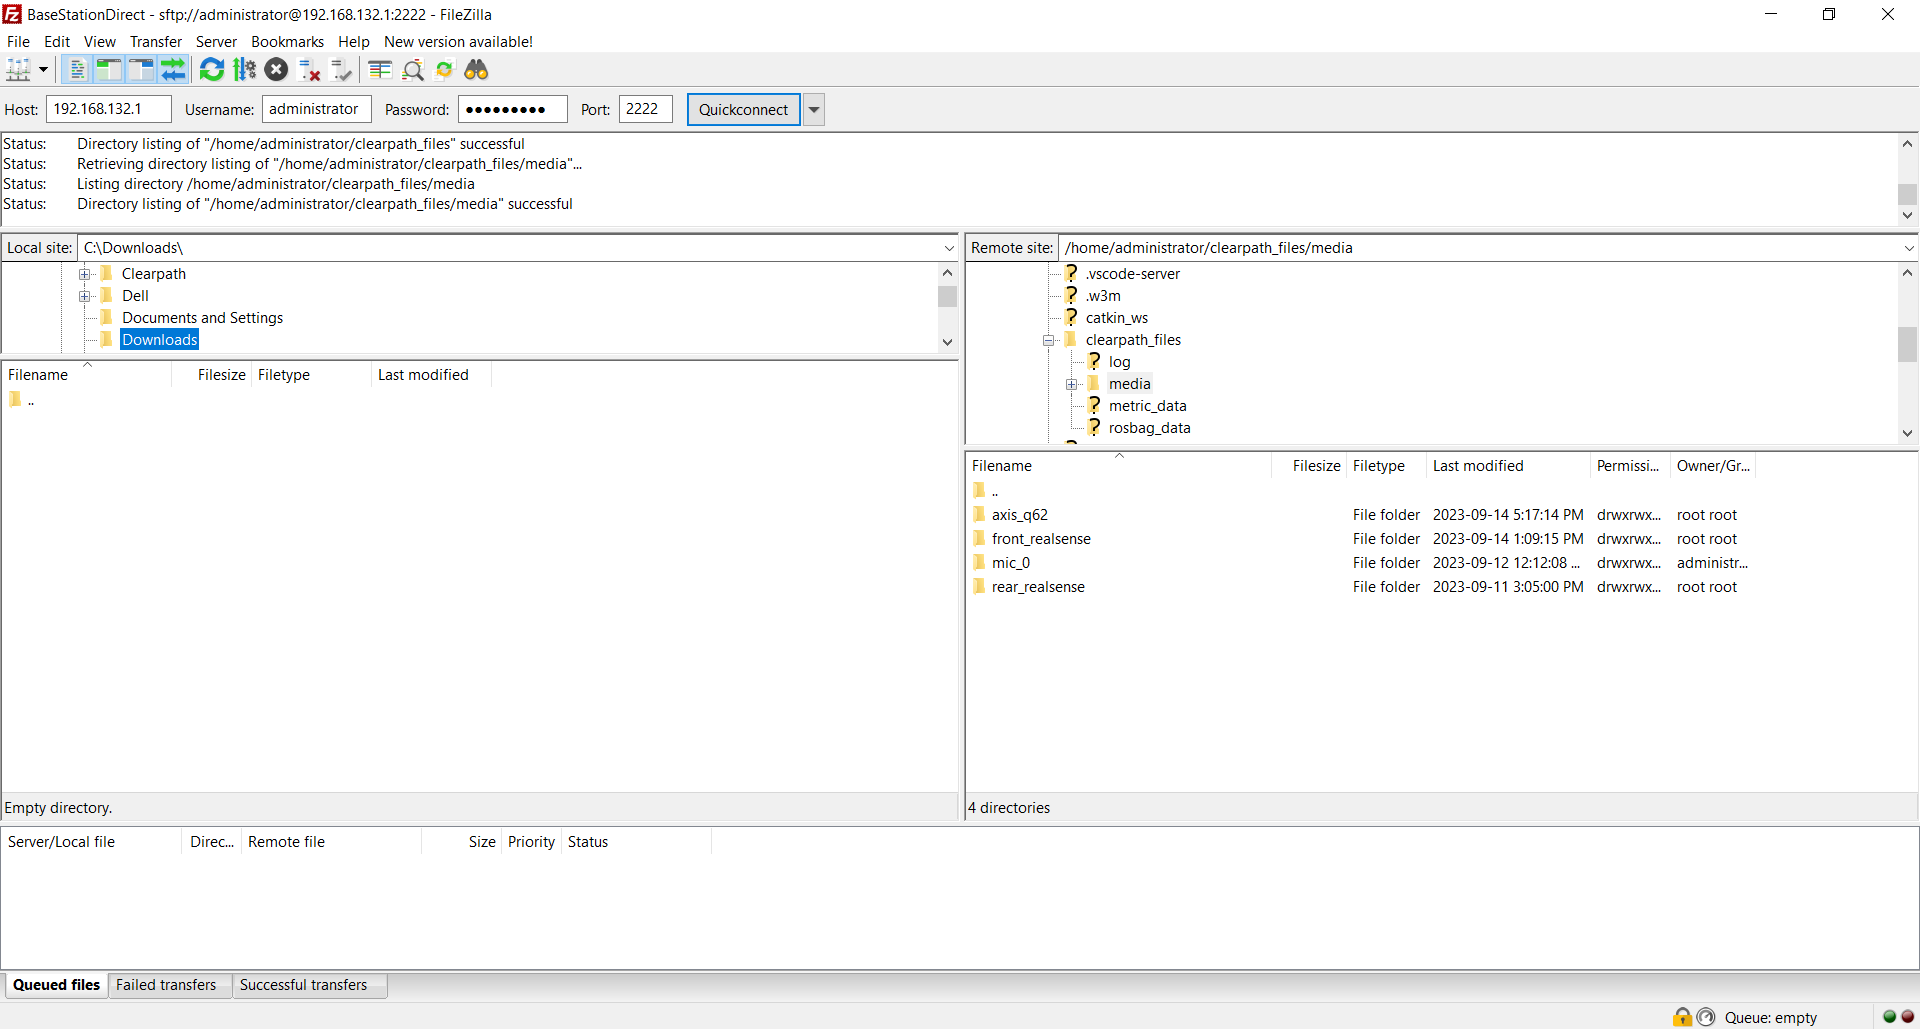 BaseStationDirect - sftp://administrator@192.168.132.1:2222 - FileZilla
File Edit View Transfer Server Bookmarks Help New version available!
Host: 192.168.132.1 Username: administrator Password: ●●●●●●●●● Port: 2222 Quickconnect
Status: Directory listing of "/home/administrator/clearpath_files" successful
Status: Retrieving directory listing of "/home/administrator/clearpath_files/media"...
Status: Listing directory /home/administrator/clearpath_files/media
Status: Directory listing of "/home/administrator/clearpath_files/media" successful
Local site: C:\Downloads\
Clearpath
Dell
Documents and Settings
Downloads
Filename Filesize Filetype Last modified
..
Empty directory.
Remote site: /home/administrator/clearpath_files/media
.vscode-server
.w3m
catkin_ws
clearpath_files
log
media
metric_data
rosbag_data
Filename Filesize Filetype Last modified Permissi... Owner/Gr...
..
axis_q62 File folder 2023-09-14 5:17:14 PM drwxrwx... root root
front_realsense File folder 2023-09-14 1:09:15 PM drwxrwx... root root
mic_0 File folder 2023-09-12 12:12:08 ... drwxrwx... administr...
rear_realsense File folder 2023-09-11 3:05:00 PM drwxrwx... root root
4 directories
Server/Local file Direc... Remote file Size Priority Status
Queued files Failed transfers Successful transfers
Queue: empty